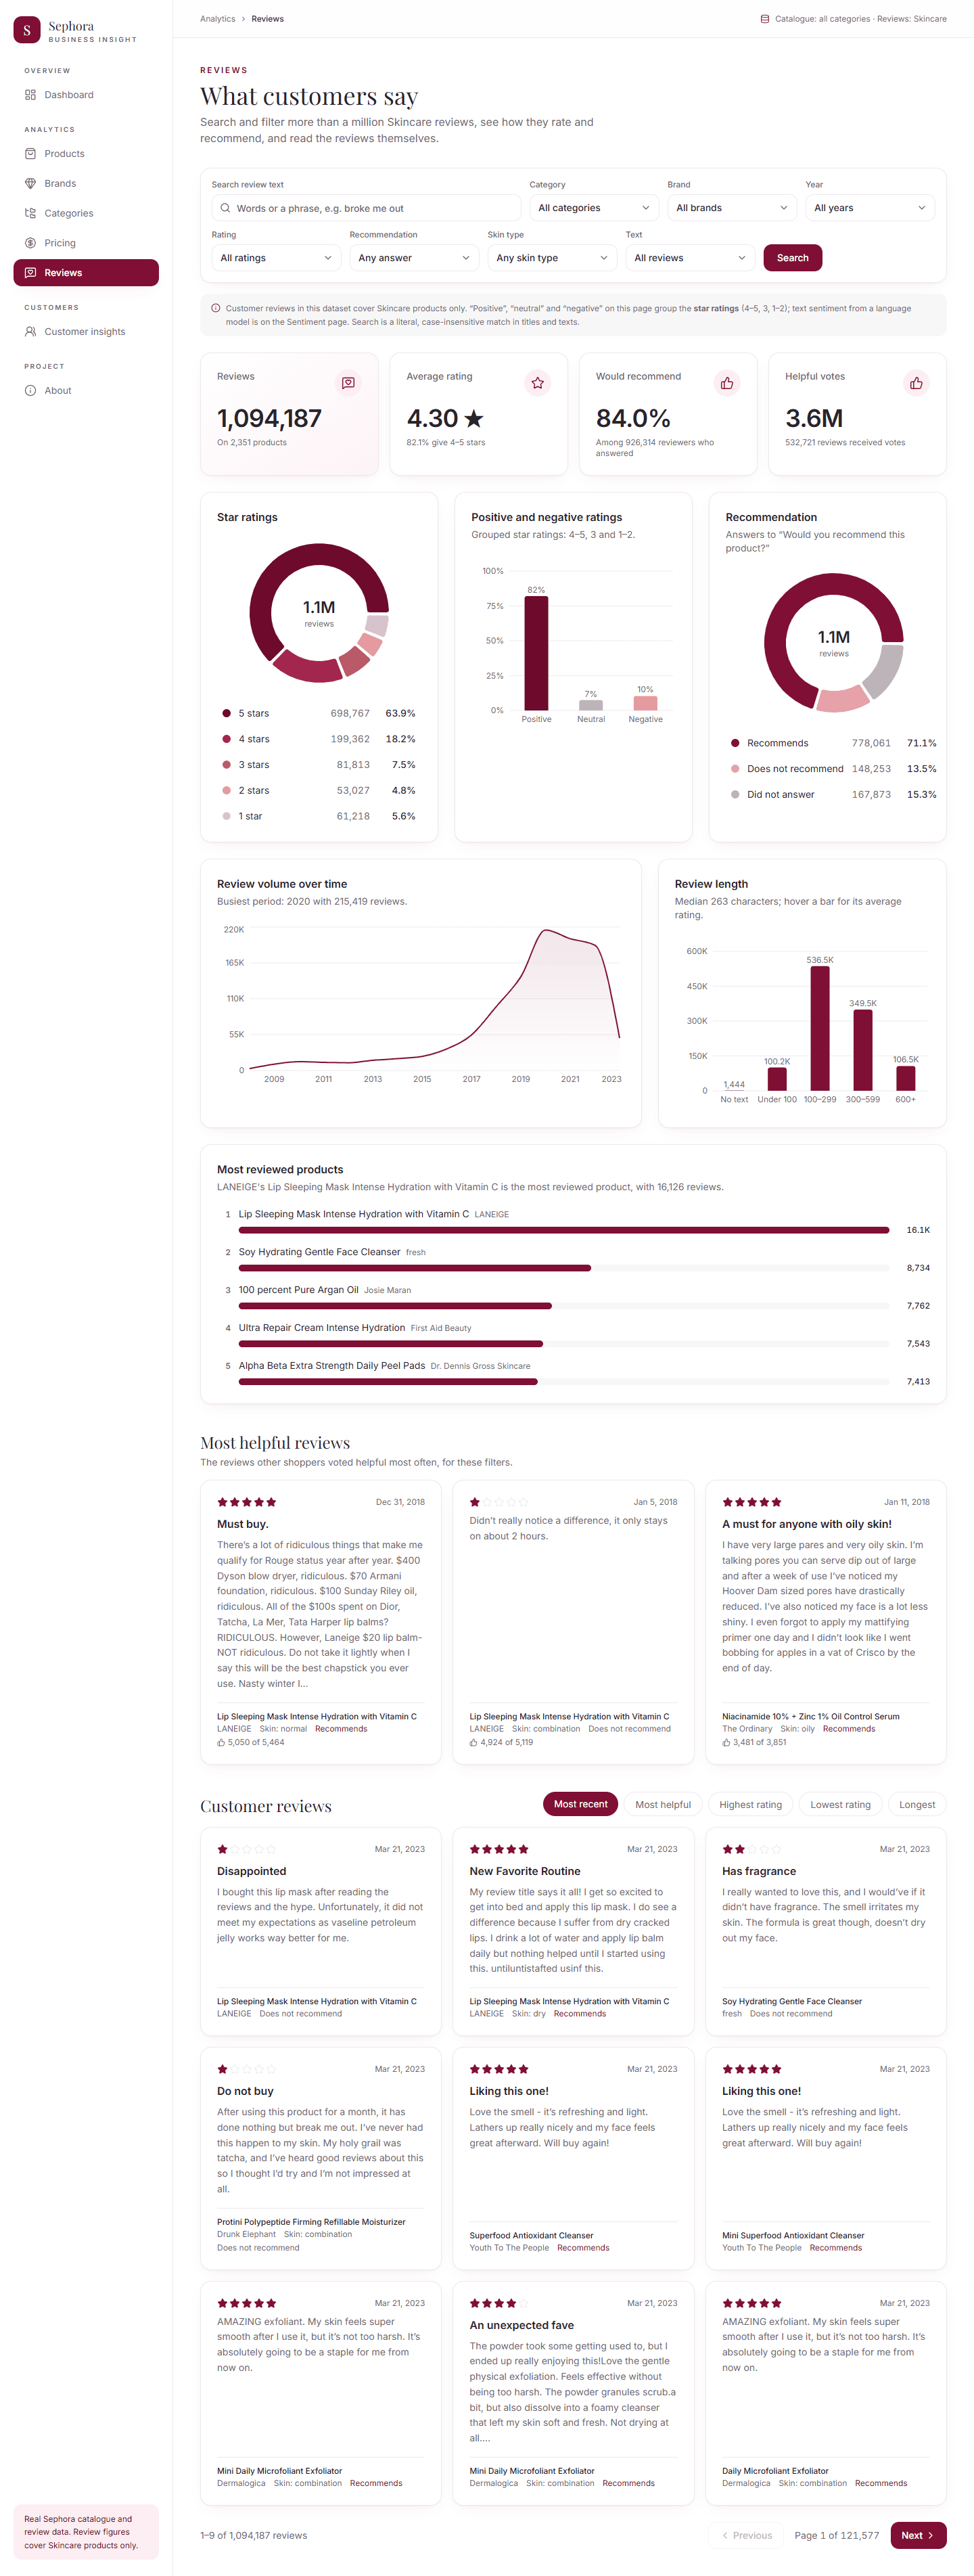 S
Sephora
BUSINESS INSIGHT
OVERVIEW
Dashboard
ANALYTICS
Products
Brands
Categories
Pricing
Reviews
CUSTOMERS
Customer insights
PROJECT
About
Real Sephora catalogue and
review data. Review figures
cover Skincare products only.
Analytics > Reviews
Catalogue: all categories · Reviews: Skincare
REVIEWS
What customers say
Search and filter more than a million Skincare reviews, see how they rate and
recommend, and read the reviews themselves.
Search review text
Category
Brand
Year
Words or a phrase, e.g. broke me out
All categories
All brands
All years
Rating
Recommendation
Skin type
Text
All ratings
Any answer
Any skin type
All reviews
Search
Customer reviews in this dataset cover Skincare products only. “Positive”, “neutral” and “negative” on this page group the star ratings (4–5, 3, 1–2); text sentiment from a language
model is on the Sentiment page. Search is a literal, case-insensitive match in titles and texts.
Reviews
1,094,187
On 2,351 products
Average rating
4.30 ★
82.1% give 4–5 stars
Would recommend
84.0%
Among 926,314 reviewers who
answered
Helpful votes
3.6M
532,721 reviews received votes
Star ratings
1.1M
reviews
5 stars 698,767 63.9%
4 stars 199,362 18.2%
3 stars 81,813 7.5%
2 stars 53,027 4.8%
1 star 61,218 5.6%
Positive and negative ratings
Grouped star ratings: 4–5, 3 and 1–2.
100%
75%
50%
25%
0%
82%
7%
10%
Positive
Neutral
Negative
Recommendation
Answers to “Would you recommend this
product?”
1.1M
reviews
Recommends 778,061 71.1%
Does not recommend 148,253 13.5%
Did not answer 167,873 15.3%
Review volume over time
Busiest period: 2020 with 215,419 reviews.
220K
165K
110K
55K
0
2009 2011 2013 2015 2017 2019 2021 2023
Review length
Median 263 characters; hover a bar for its average
rating.
600K
450K
300K
150K
0
1,444
100.2K
536.5K
349.5K
106.5K
No text Under 100 100–299 300–599 600+
Most reviewed products
LANEIGE's Lip Sleeping Mask Intense Hydration with Vitamin C is the most reviewed product, with 16,126 reviews.
1 Lip Sleeping Mask Intense Hydration with Vitamin C LANEIGE
16.1K
2 Soy Hydrating Gentle Face Cleanser fresh
8,734
3 100 percent Pure Argan Oil Josie Maran
7,762
4 Ultra Repair Cream Intense Hydration First Aid Beauty
7,543
5 Alpha Beta Extra Strength Daily Peel Pads Dr. Dennis Gross Skincare
7,413
Most helpful reviews
The reviews other shoppers voted helpful most often, for these filters.
Dec 31, 2018
Must buy.
There’s a lot of ridiculous things that make me
qualify for Rouge status year after year. $400
Dyson blow dryer, ridiculous. $70 Armani
foundation, ridiculous. $100 Sunday Riley oil,
ridiculous. All of the $100s spent on Dior,
Tatcha, La Mer, Tata Harper lip balms?
RIDICULOUS. However, Laneige $20 lip balm-
NOT ridiculous. Do not take it lightly when I
say this will be the best chapstick you ever
use. Nasty winter l…
Lip Sleeping Mask Intense Hydration with Vitamin C
LANEIGE Skin: normal Recommends
5,050 of 5,464
Jan 5, 2018
Didn’t really notice a difference, it only stays
on about 2 hours.
Lip Sleeping Mask Intense Hydration with Vitamin C
LANEIGE Skin: combination Does not recommend
4,924 of 5,119
Jan 11, 2018
A must for anyone with oily skin!
I have very large pares and very oily skin. I’m
talking pores you can serve dip out of large
and after a week of use I’ve noticed my
Hoover Dam sized pores have drastically
reduced. I’ve also noticed my face is a lot less
shiny. I even forgot to apply my mattifying
primer one day and I didn’t look like I went
bobbing for apples in a vat of Crisco by the
end of day.
Niacinamide 10% + Zinc 1% Oil Control Serum
The Ordinary Skin: oily Recommends
3,481 of 3,851
Customer reviews
Most recent
Most helpful
Highest rating
Lowest rating
Longest
Mar 21, 2023
Disappointed
I bought this lip mask after reading the
reviews and the hype. Unfortunately, it did not
meet my expectations as vaseline petroleum
jelly works way better for me.
Lip Sleeping Mask Intense Hydration with Vitamin C
LANEIGE Does not recommend
Mar 21, 2023
New Favorite Routine
My review title says it all! I get so excited to
get into bed and apply this lip mask. I do see a
difference because I suffer from dry cracked
lips. I drink a lot of water and apply lip balm
daily but nothing helped until I started using
this. untiluntistafted usinf this.
Lip Sleeping Mask Intense Hydration with Vitamin C
LANEIGE Skin: dry Recommends
Mar 21, 2023
Has fragrance
I really wanted to love this, and I would’ve if it
didn’t have fragrance. The smell irritates my
skin. The formula is great though, doesn’t dry
out my face.
Soy Hydrating Gentle Face Cleanser
fresh Does not recommend
Mar 21, 2023
Do not buy
After using this product for a month, it has
done nothing but break me out. I’ve never had
this happen to my skin. My holy grail was
tatcha, and I’ve heard good reviews about this
so I thought I’d try and I’m not impressed at
all.
Protini Polypeptide Firming Refillable Moisturizer
Drunk Elephant Skin: combination
Does not recommend
Mar 21, 2023
Liking this one!
Love the smell - it’s refreshing and light.
Lathers up really nicely and my face feels
great afterward. Will buy again!
Superfood Antioxidant Cleanser
Youth To The People Recommends
Mar 21, 2023
Liking this one!
Love the smell - it’s refreshing and light.
Lathers up really nicely and my face feels
great afterward. Will buy again!
Mini Superfood Antioxidant Cleanser
Youth To The People Recommends
Mar 21, 2023
AMAZING exfoliant. My skin feels super
smooth after I use it, but it’s not too harsh. It’s
absolutely going to be a staple for me from
now on.
Mini Daily Microfoliant Exfoliator
Dermalogica Skin: combination Recommends
Mar 21, 2023
An unexpected fave
The powder took some getting used to, but I
ended up really enjoying this!Love the gentle
physical exfoliation. Feels effective without
being too harsh. The powder granules scrub.a
bit, but also dissolve into a foamy cleanser
that left my skin soft and fresh. Not drying at
all.…
Mini Daily Microfoliant Exfoliator
Dermalogica Skin: combination Recommends
Mar 21, 2023
AMAZING exfoliant. My skin feels super
smooth after I use it, but it’s not too harsh. It’s
absolutely going to be a staple for me from
now on.
Daily Microfoliant Exfoliator
Dermalogica Skin: combination Recommends
1–9 of 1,094,187 reviews
Previous
Page 1 of 121,577
Next